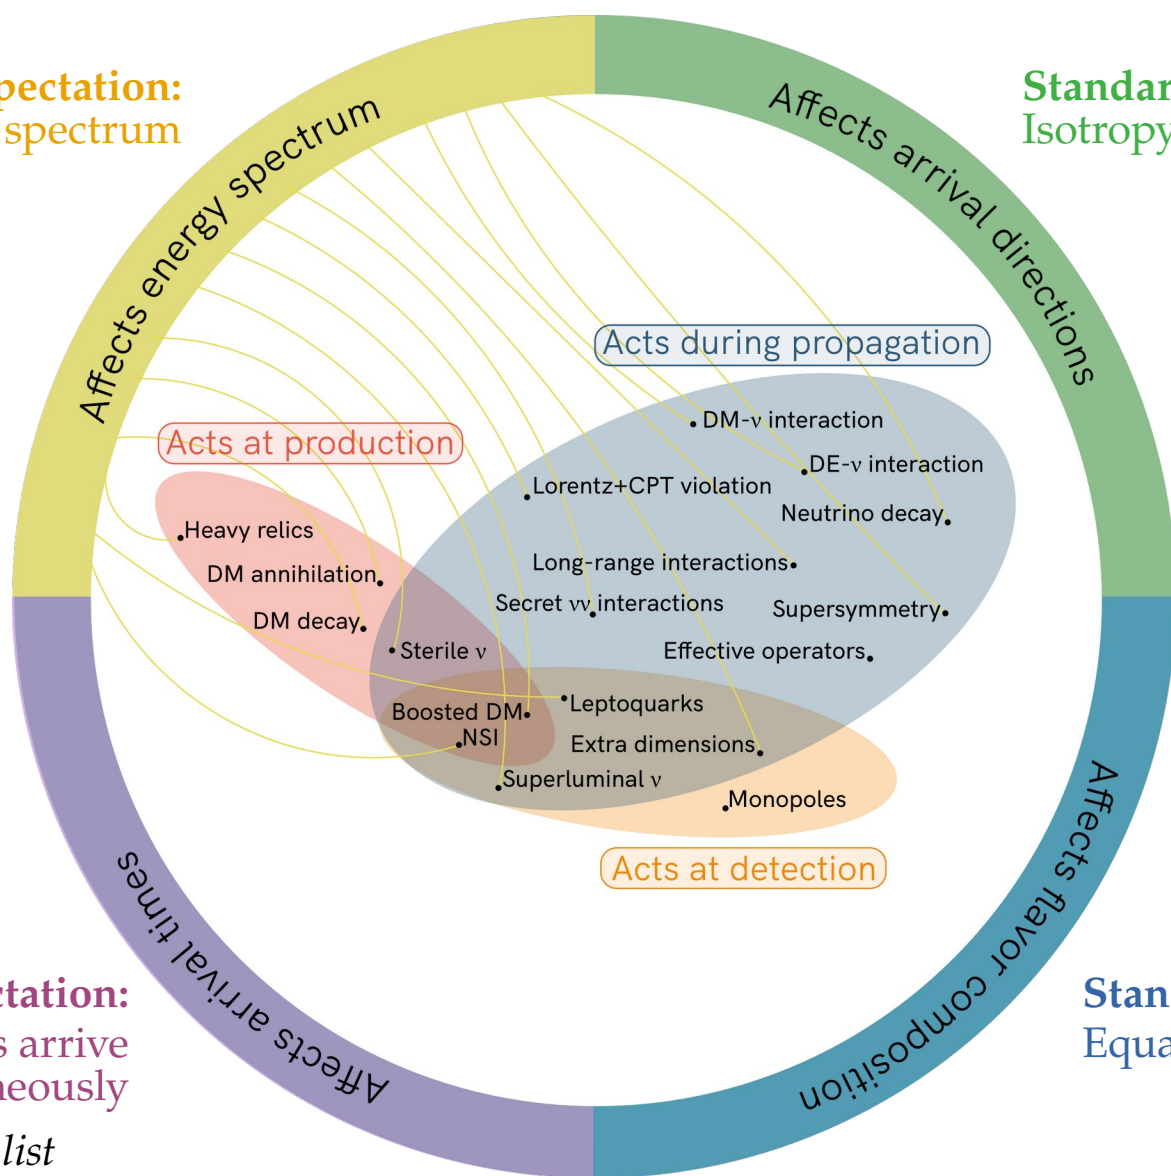 pectation:
spectrum
Standar
Isotropy
Affects energy spectrum
Affects arrival directions
Acts during propagation
DM-ν interaction
Acts at production
DE-ν interaction
Lorentz+CPT violation
Neutrino decay
Heavy relics
Long-range interactions
DM annihilation
Secret νν interactions
Supersymmetry
DM decay
Sterile ν
Effective operators
Leptoquarks
Boosted DM
NSI
Extra dimensions
Superluminal ν
Monopoles
Acts at detection
Affects arrival times
Affects flavor composition
ctation:
s arrive
neously
list
Stan
Equa